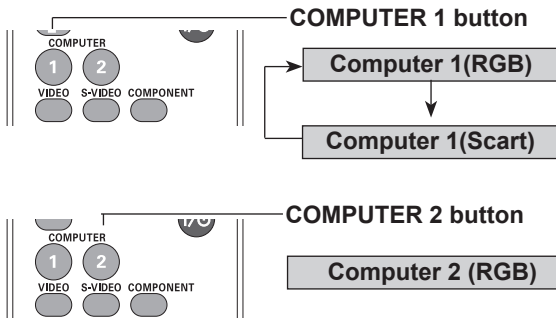 COMPUTER 1 button
COMPUTER
1 2
VIDEO S-VIDEO COMPONENT
Computer 1(RGB)
Computer 1(Scart)
COMPUTER 2 button
COMPUTER
1 2
VIDEO S-VIDEO COMPONENT
Computer 2 (RGB)